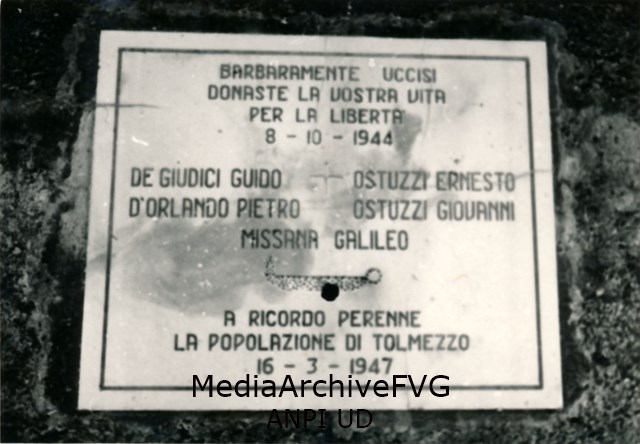 BARBARAMENTE UCCISI
DONASTE LA VOSTRA VITA
PER LA LIBERTA'
8 - 10 - 1944
DE GIUDICI GUIDO OSTUZZI ERNESTO
D'ORLANDO PIETRO OSTUZZI GIOVANNI
MISSANA GALILEO
A RICORDO PERENNE
LA POPOLAZIONE DI TOLMEZZO
16 - 3 - 1947
MediaArchiveFVG
ANPI UD